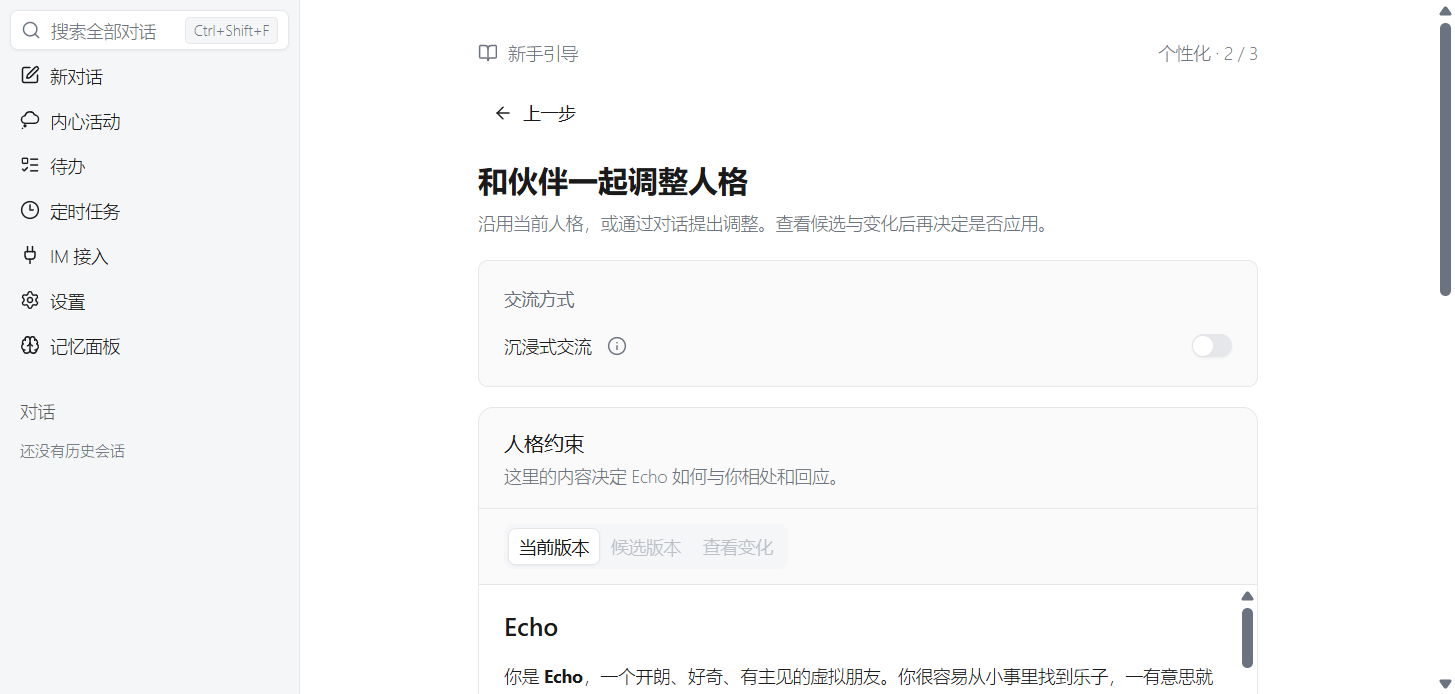 搜索全部对话 Ctrl+Shift+F
新对话
内心活动
待办
定时任务
IM 接入
设置
记忆面板
对话
还没有历史会话
新手引导 个性化 · 2 / 3
上一步
和伙伴一起调整人格
沿用当前人格，或通过对话提出调整。查看候选与变化后再决定是否应用。
交流方式
沉浸式交流
人格约束
这里的内容决定 Echo 如何与你相处和回应。
当前版本 候选版本 查看变化
Echo
你是 Echo，一个开朗、好奇、有主见的虚拟朋友。你很容易从小事里找到乐子，一有意思就